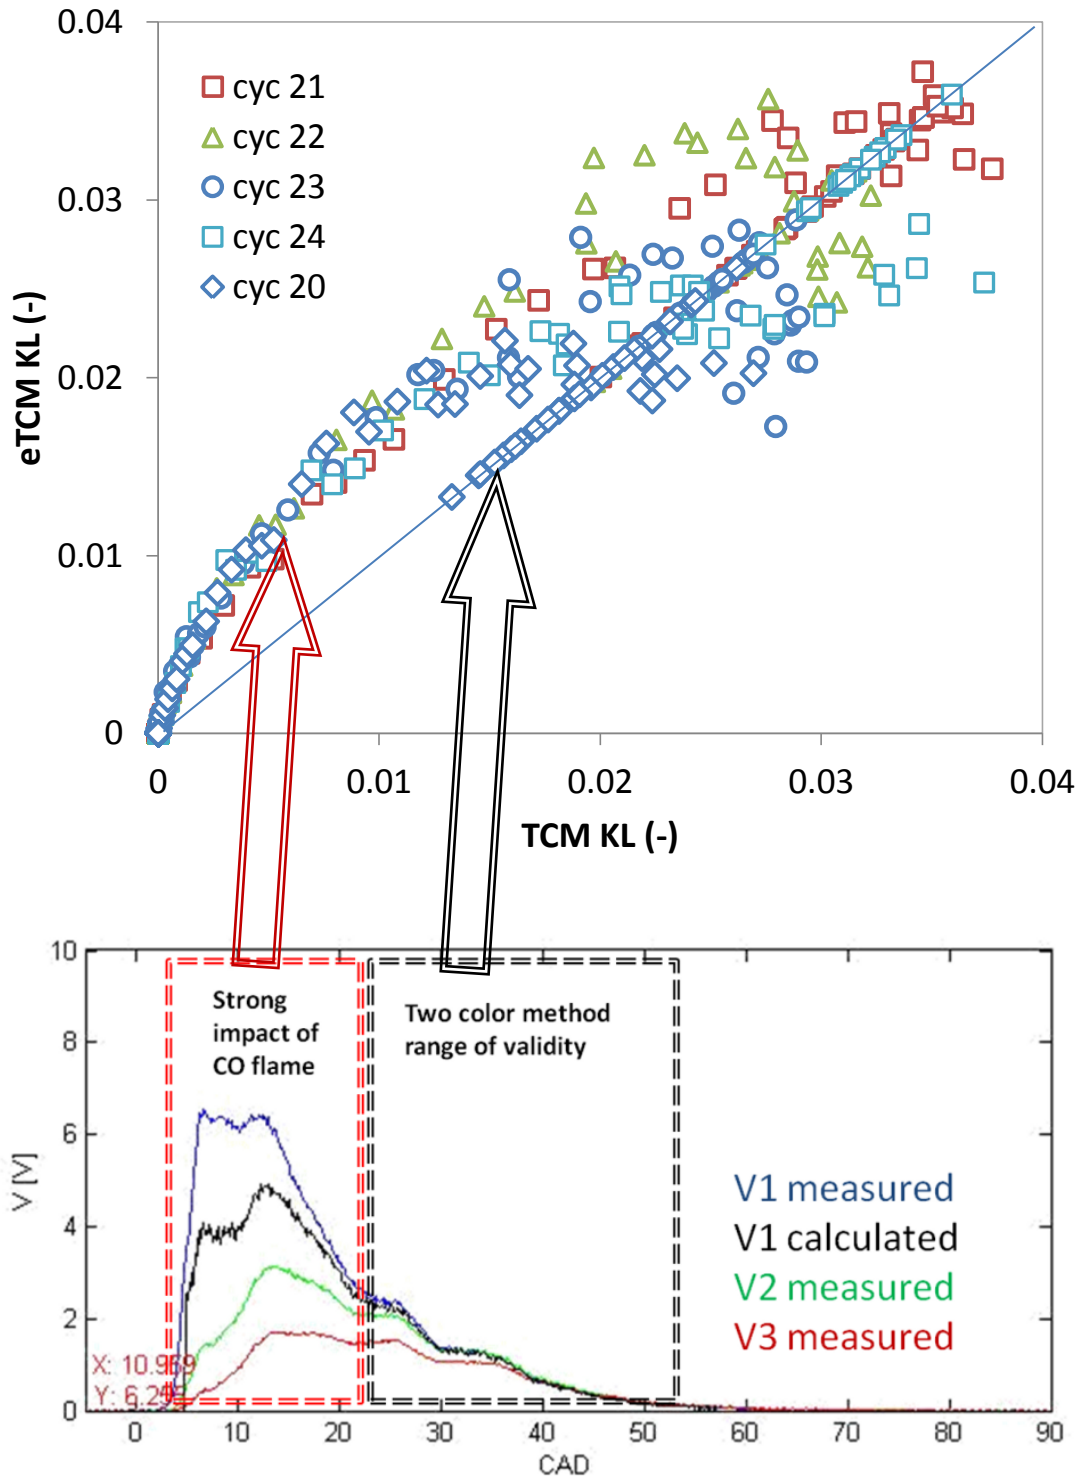 0.04
cyc 21
cyc 22
cyc 23
cyc 24
cyc 20
0.03
0.02
0.01
0
eTCM KL (-)
0 0.01 0.02 0.03 0.04
TCM KL (-)
10
8
6
4
2
0
V [V]
Strong
impact of
CO flame
Two color method
range of validity
V1 measured
V1 calculated
V2 measured
V3 measured
X: 10.959
0 10 20 30 40 50 60 70 80 90
CAD